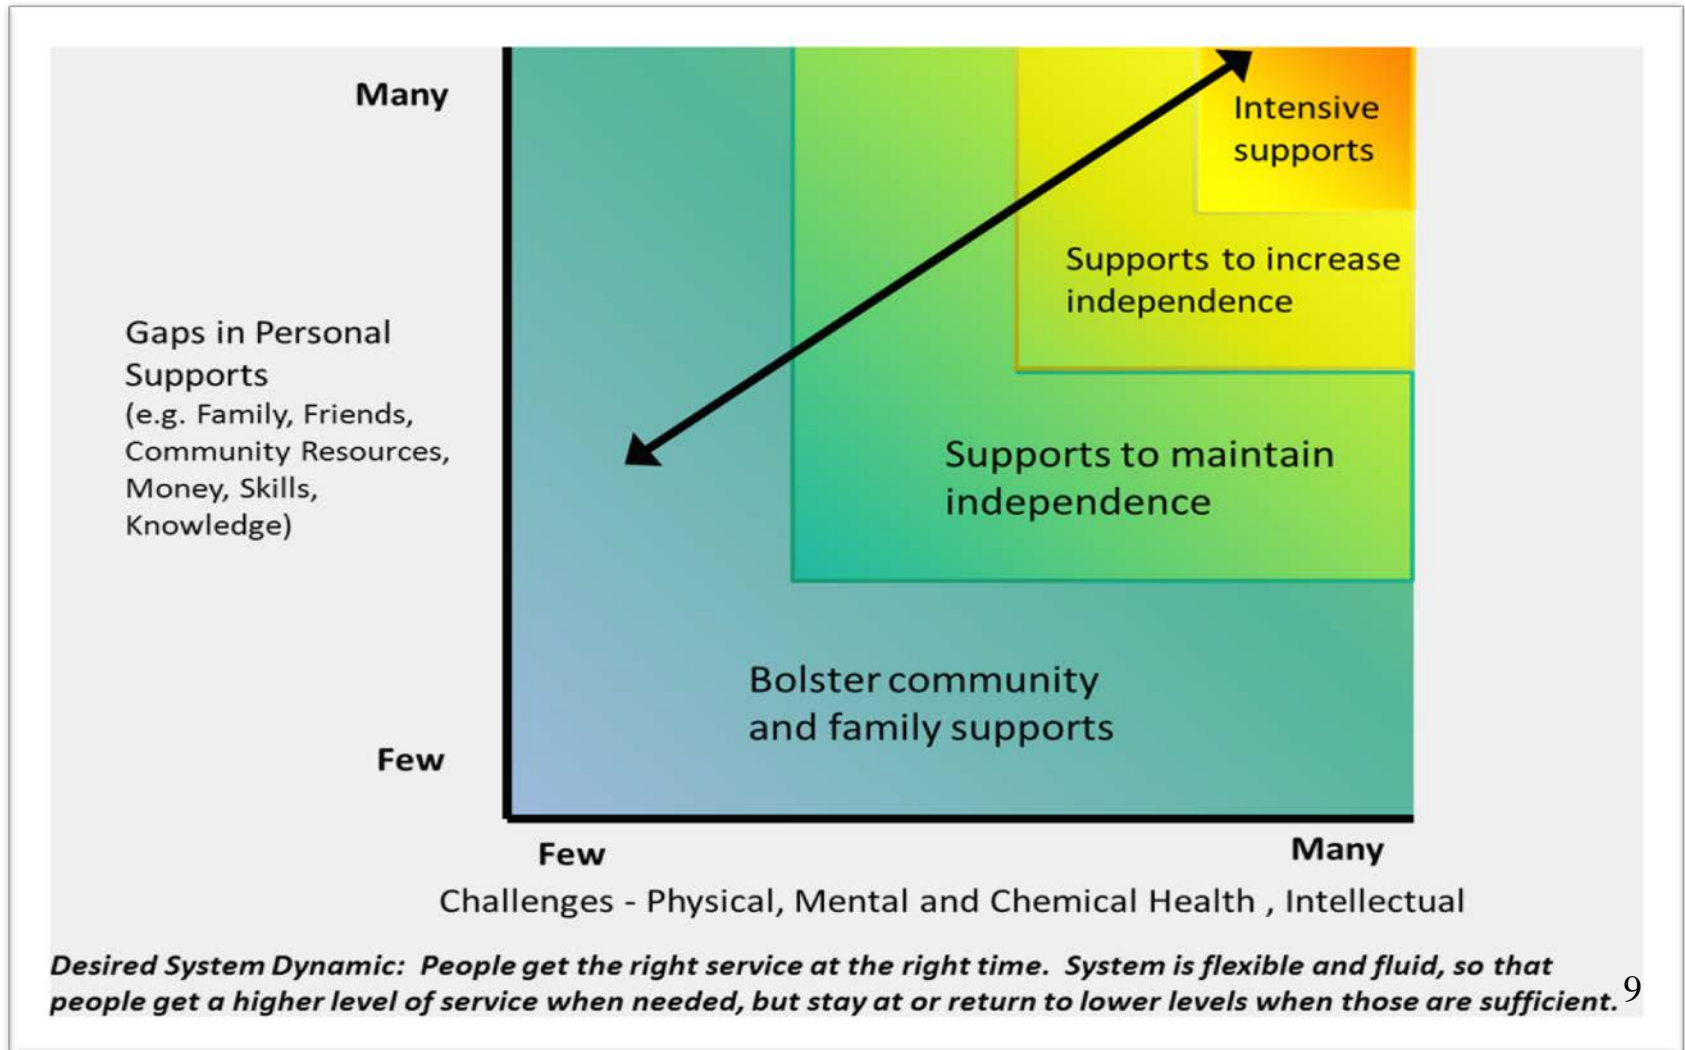 Many
Intensive
supports
Supports to increase
independence
Gaps in Personal
Supports
(e.g. Family, Friends,
Community Resources,
Money, Skills,
Knowledge)
Supports to maintain
independence
Bolster community
and family supports
Few
Few
Many
Challenges - Physical, Mental and Chemical Health , Intellectual
Desired System Dynamic: People get the right service at the right time. System is flexible and fluid, so that
people get a higher level of service when needed, but stay at or return to lower levels when those are sufficient.
9